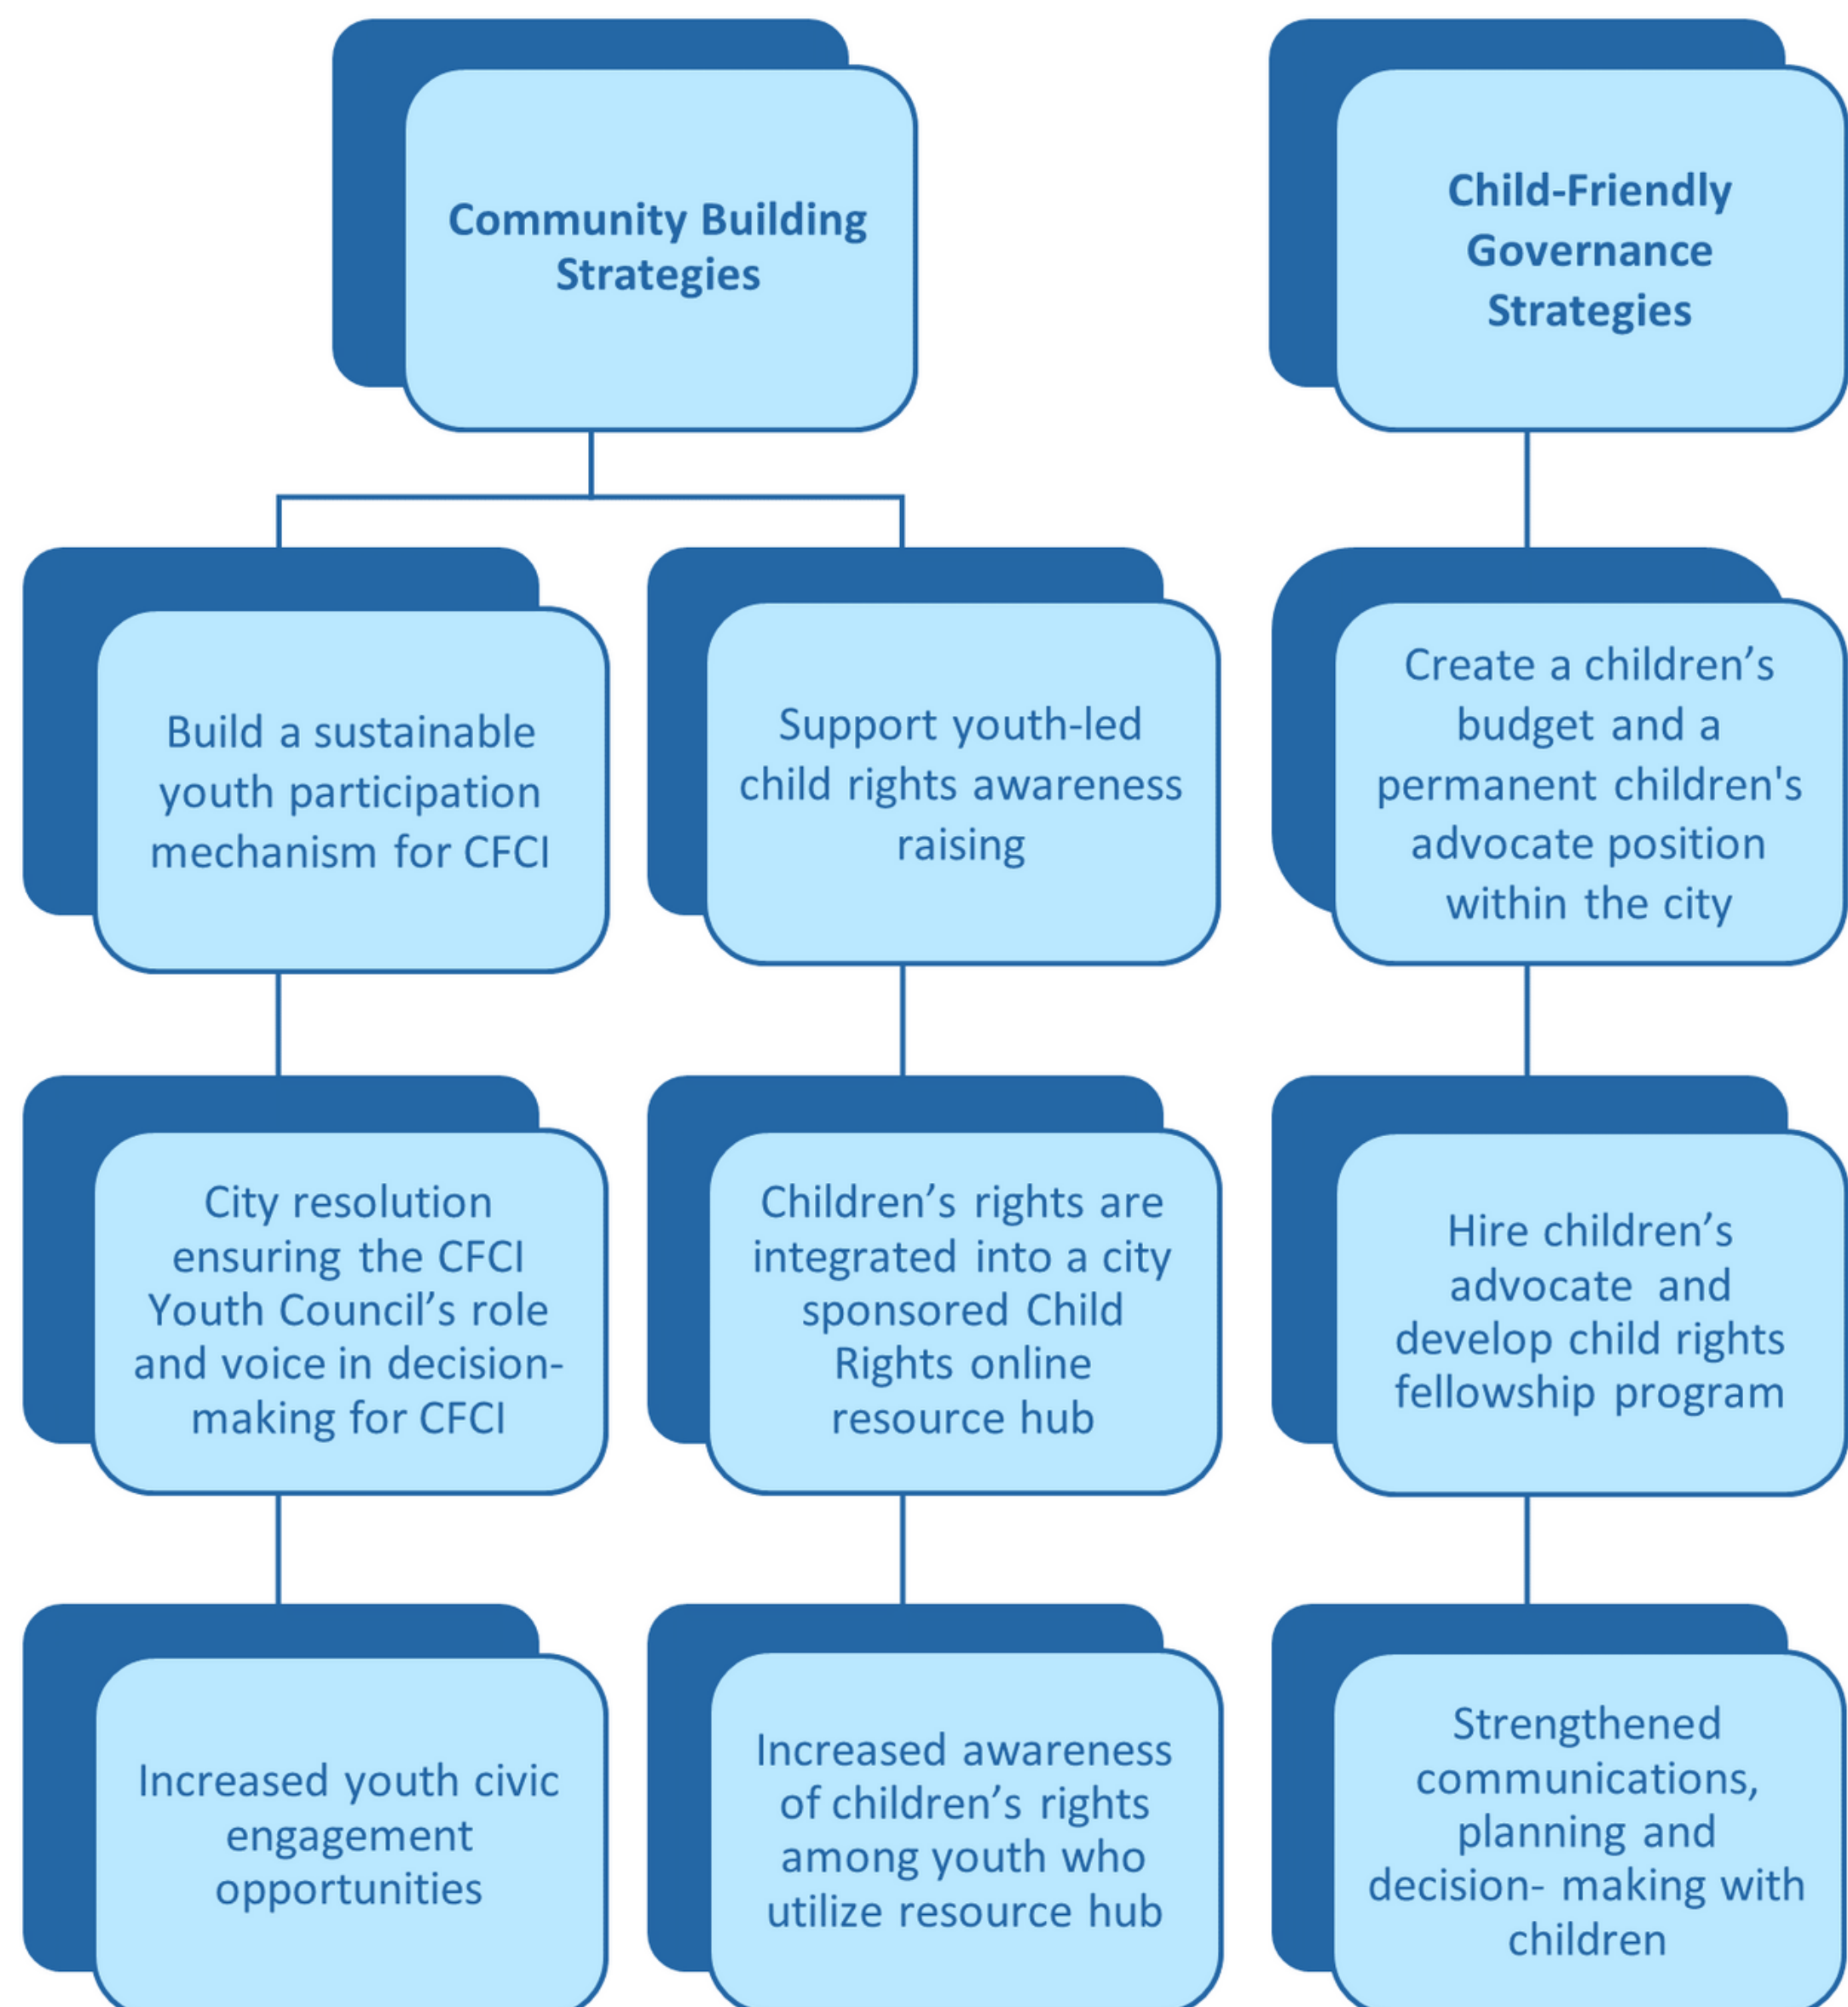 Community Building
Strategies
Child-Friendly
Governance
Strategies
Build a sustainable
youth participation
mechanism for CFCI
Support youth-led
child rights awareness
raising
Create a children’s
budget and a
permanent children's
advocate position
within the city
City resolution
ensuring the CFCI
Youth Council’s role
and voice in decision-
making for CFCI
Children’s rights are
integrated into a city
sponsored Child
Rights online
resource hub
Hire children’s
advocate and
develop child rights
fellowship program
Increased youth civic
engagement
opportunities
Increased awareness
of children’s rights
among youth who
utilize resource hub
Strengthened
communications,
planning and
decision- making with
children